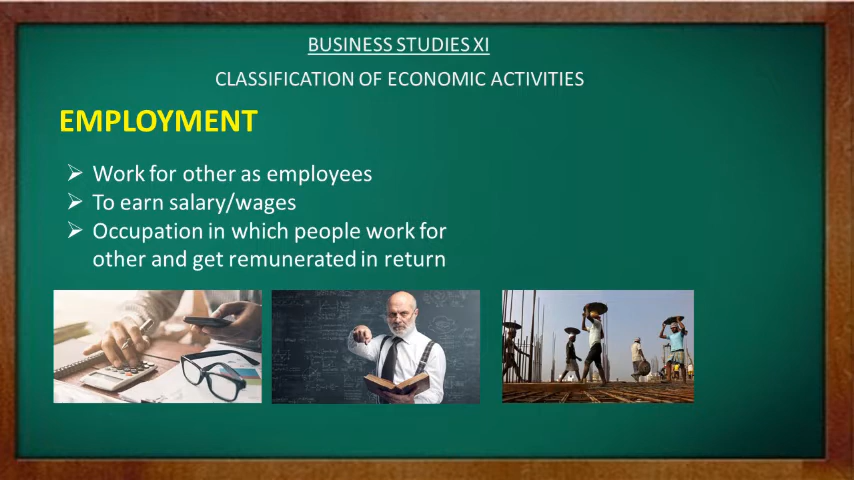 BUSINESS STUDIES XI
CLASSIFICATION OF ECONOMIC ACTIVITIES
EMPLOYMENT
➢ Work for other as employees
➢ To earn salary/wages
➢ Occupation in which people work for
other and get remunerated in return